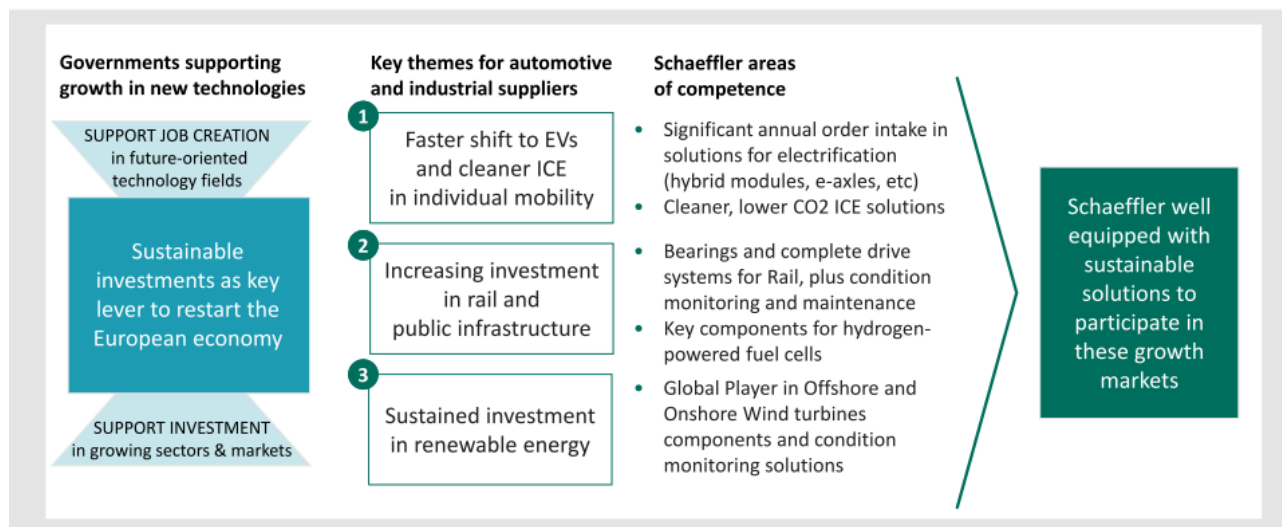 Governments supporting
growth in new technologies
SUPPORT JOB CREATION
in future-oriented
technology fields
Sustainable
investments as key
lever to restart the
European economy
SUPPORT INVESTMENT
in growing sectors & markets
Key themes for automotive
and industrial suppliers
1
Faster shift to EVs
and cleaner ICE
in individual mobility
2
Increasing investment
in rail and
public infrastructure
3
Sustained investment
in renewable energy
Schaeffler areas
of competence
• Significant annual order intake in
solutions for electrification
(hybrid modules, e-axles, etc)
• Cleaner, lower CO2 ICE solutions
• Bearings and complete drive
systems for Rail, plus condition
monitoring and maintenance
• Key components for hydrogen-
powered fuel cells
• Global Player in Offshore and
Onshore Wind turbines
components and condition
monitoring solutions
Schaeffler well
equipped with
sustainable
solutions to
participate in
these growth
markets